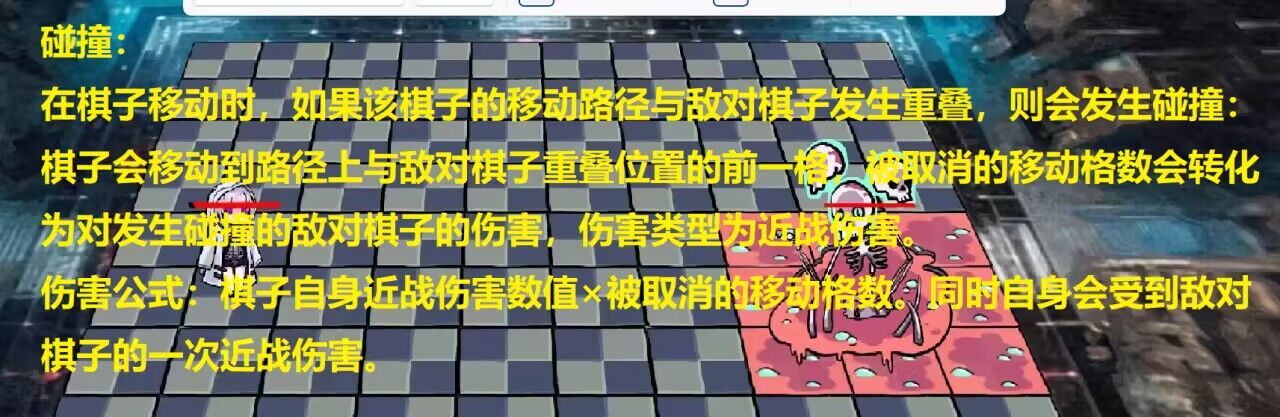 碰撞：
在棋子移动时，如果该棋子的移动路径与敌对棋子发生重叠，则会发生碰撞：
棋子会移动到路径上与敌对棋子重叠位置的前一格，被取消的移动格数会转化
为对发生碰撞的敌对棋子的伤害，伤害类型为近战伤害。
伤害公式：棋子自身近战伤害数值×被取消的移动格数。同时自身会受到敌对
棋子的一次近战伤害。